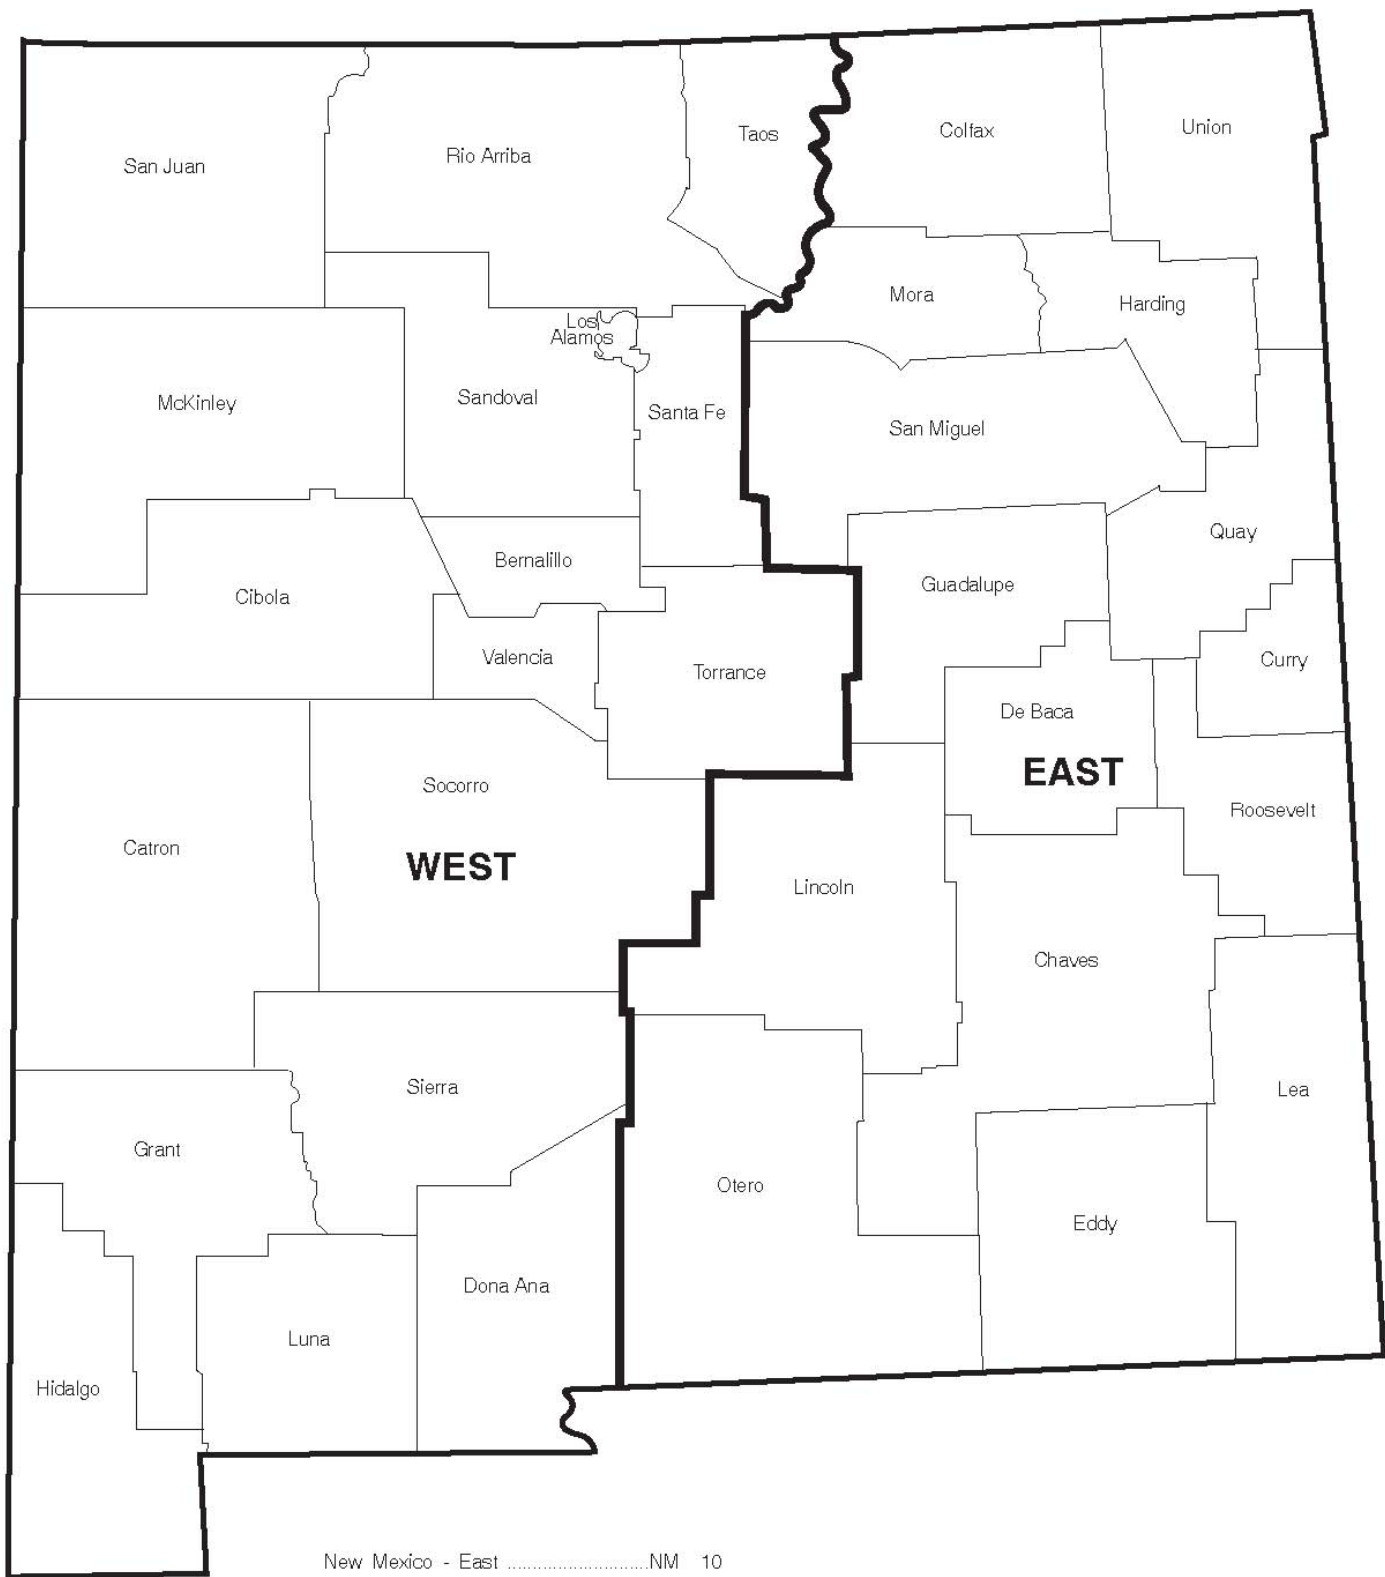 Taos
Colfax
Union
San Juan
Rio Arriba
Mora
Harding
Los
Alamos
McKinley
Sandoval
Santa Fe
San Miguel
Bernalillo
Quay
Cibola
Guadalupe
Valencia
Torrance
Curry
De Baca
EAST
Socorro
Roosevelt
Catron
WEST
Lincoln
Chaves
Sierra
Lea
Grant
Otero
Eddy
Dona Ana
Luna
Hidalgo
New Mexico - East ............................NM 10